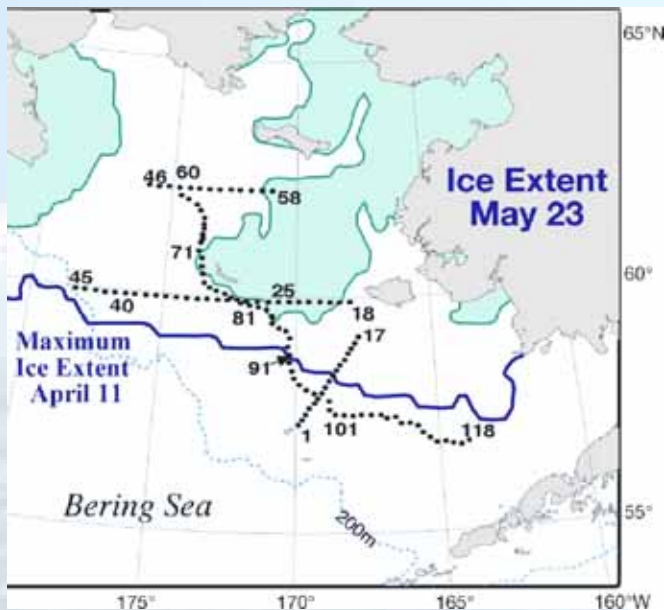 65°N
46 60
58
Ice Extent
May 23
71
60°
45
25
40
81
18
17
Maximum
Ice Extent
April 11
91
1
101
118
Bering Sea
200m
55°
175°
170°
165°
160°W